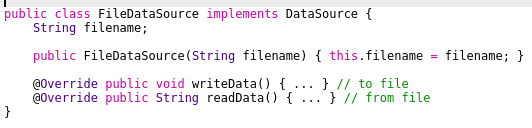 public class FileDataSource implements DataSource {
    String filename;

    public FileDataSource(String filename) { this.filename = filename; }

    @Override public void writeData() { ... } // to file
    @Override public String readData() { ... } // from file
}